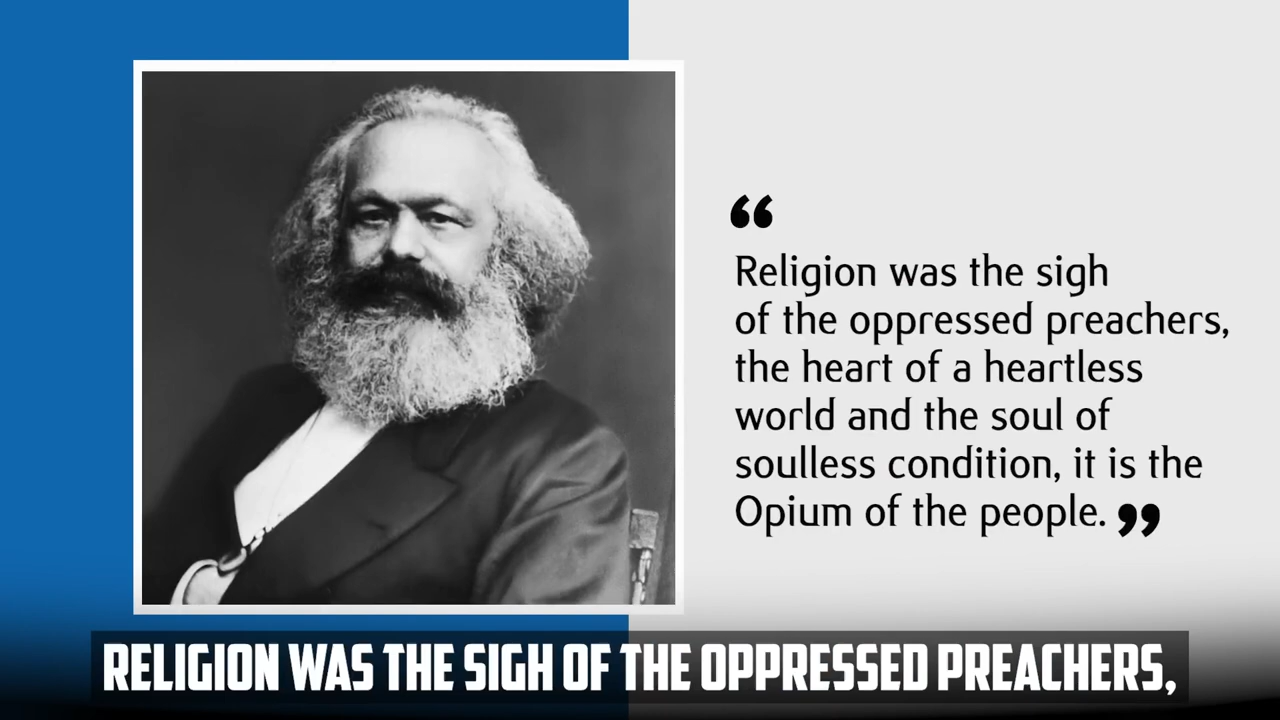 “
Religion was the sigh
of the oppressed preachers,
the heart of a heartless
world and the soul of
soulless condition, it is the
Opium of the people. ”
RELIGION WAS THE SIGH OF THE OPPRESSED PREACHERS,